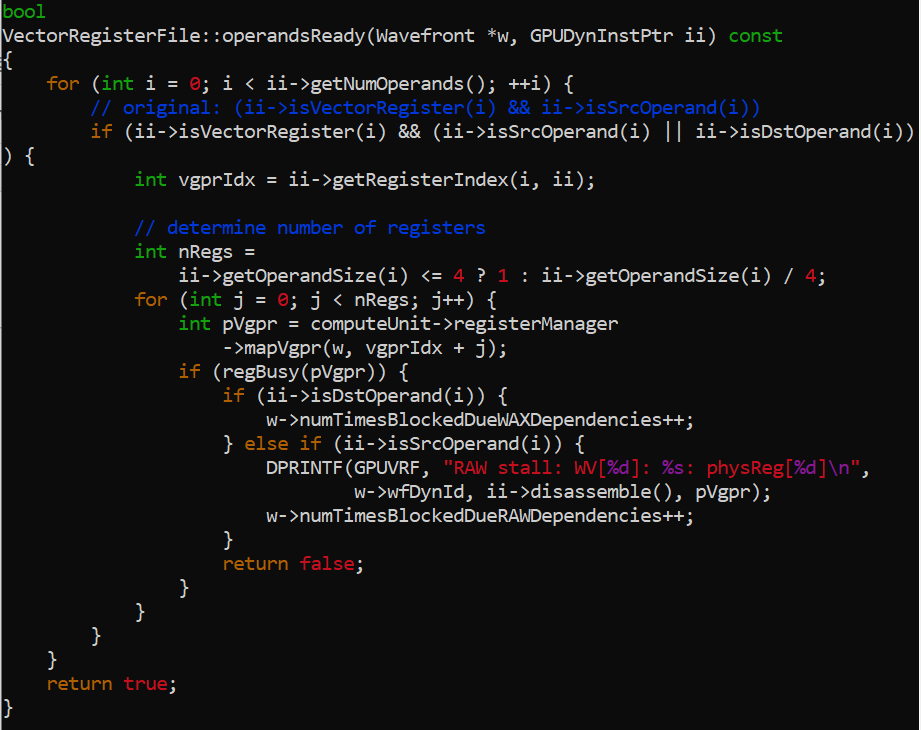 bool
VectorRegisterFile::operandsReady(Wavefront *w, GPUDynInstPtr ii) const
{
    for (int i = 0; i < ii->getNumOperands(); ++i) {
        // original: (ii->isVectorRegister(i) && ii->isSrcOperand(i))
        if (ii->isVectorRegister(i) && (ii->isSrcOperand(i) || ii->isDstOperand(i))
) {
            int vgprIdx = ii->getRegisterIndex(i, ii);

            // determine number of registers
            int nRegs =
                ii->getOperandSize(i) <= 4 ? 1 : ii->getOperandSize(i) / 4;
            for (int j = 0; j < nRegs; j++) {
                int pVgpr = computeUnit->registerManager
                    ->mapVgpr(w, vgprIdx + j);
                if (regBusy(pVgpr)) {
                    if (ii->isDstOperand(i)) {
                        w->numTimesBlockedDueWAXDependencies++;
                    } else if (ii->isSrcOperand(i)) {
                        DPRINTF(GPUVRF, "RAW stall: WV[%d]: %s: physReg[%d]\n",
                                w->wfDynId, ii->disassemble(), pVgpr);
                        w->numTimesBlockedDueRAWDependencies++;
                    }
                    return false;
                }
            }
        }
    }
    return true;
}